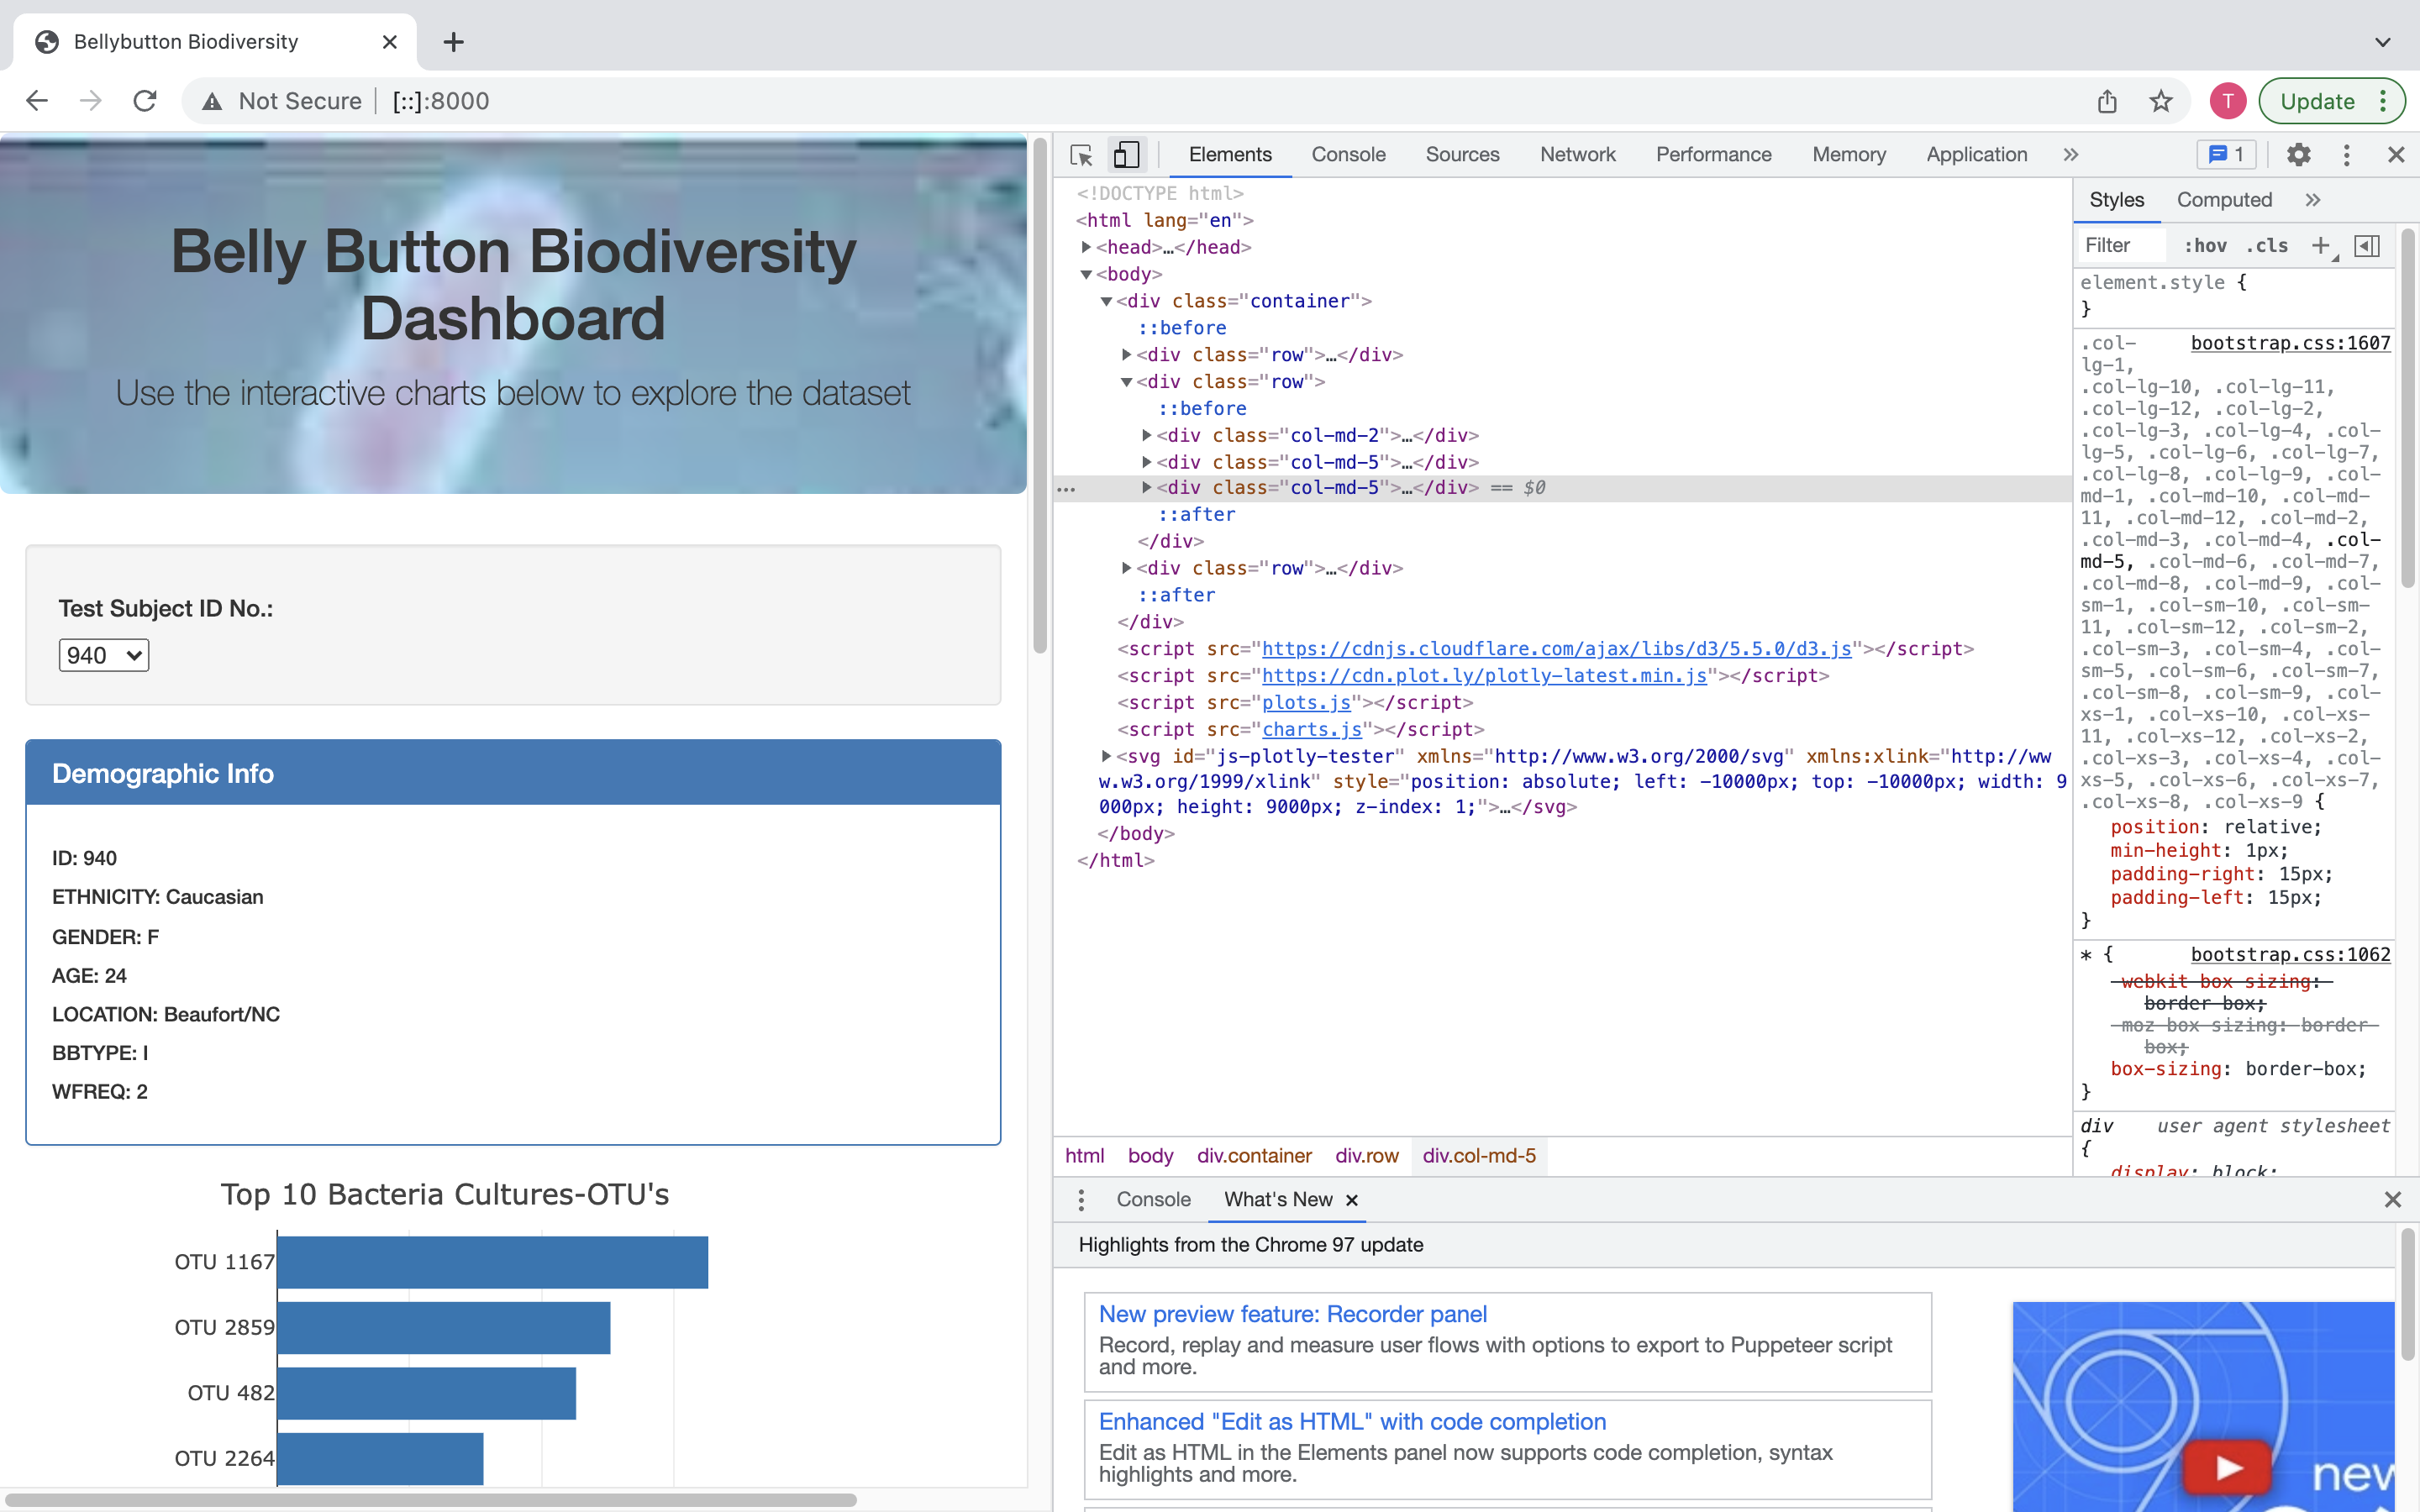 Bellybutton Biodiversity
Not Secure [::]:8000
T
Update
Belly Button Biodiversity
Dashboard
Use the interactive charts below to explore the dataset
Test Subject ID No.:
940
Demographic Info
ID: 940
ETHNICITY: Caucasian
GENDER: F
AGE: 24
LOCATION: Beaufort/NC
BBTYPE: I
WFREQ: 2
Top 10 Bacteria Cultures-OTU's
OTU 1167
OTU 2859
OTU 482
OTU 2264
Elements Console Sources Network Performance Memory Application » 1
<!DOCTYPE html>
<html lang="en">
<head>…</head>
<body>
<div class="container">
::before
<div class="row">…</div>
<div class="row">
::before
<div class="col-md-2">…</div>
<div class="col-md-5">…</div>
<div class="col-md-5">…</div> == $0
::after
</div>
<div class="row">…</div>
::after
</div>
<script src="https://cdnjs.cloudflare.com/ajax/libs/d3/5.5.0/d3.js"></script>
<script src="https://cdn.plot.ly/plotly-latest.min.js"></script>
<script src="plots.js"></script>
<script src="charts.js"></script>
<svg id="js-plotly-tester" xmlns="http://www.w3.org/2000/svg" xmlns:xlink="http://ww
w.w3.org/1999/xlink" style="position: absolute; left: -10000px; top: -10000px; width: 9
000px; height: 9000px; z-index: 1;">…</svg>
</body>
</html>
html body div.container div.row div.col-md-5
Styles Computed »
Filter :hov .cls +
element.style {
}
.col- bootstrap.css:1607
lg-1,
.col-lg-10, .col-lg-11,
.col-lg-12, .col-lg-2,
.col-lg-3, .col-lg-4, .col-
lg-5, .col-lg-6, .col-lg-7,
.col-lg-8, .col-lg-9, .col-
md-1, .col-md-10, .col-md-
11, .col-md-12, .col-md-2,
.col-md-3, .col-md-4, .col-
md-5, .col-md-6, .col-md-7,
.col-md-8, .col-md-9, .col-
sm-1, .col-sm-10, .col-sm-
11, .col-sm-12, .col-sm-2,
.col-sm-3, .col-sm-4, .col-
sm-5, .col-sm-6, .col-sm-7,
.col-sm-8, .col-sm-9, .col-
xs-1, .col-xs-10, .col-xs-
11, .col-xs-12, .col-xs-2,
.col-xs-3, .col-xs-4, .col-
xs-5, .col-xs-6, .col-xs-7,
.col-xs-8, .col-xs-9 {
position: relative;
min-height: 1px;
padding-right: 15px;
padding-left: 15px;
}
* { bootstrap.css:1062
-webkit-box-sizing:
border-box;
-moz-box-sizing: border-
box;
box-sizing: border-box;
}
div user agent stylesheet
{
display: block;
Console What's New
Highlights from the Chrome 97 update
New preview feature: Recorder panel
Record, replay and measure user flows with options to export to Puppeteer script
and more.
Enhanced "Edit as HTML" with code completion
Edit as HTML in the Elements panel now supports code completion, syntax
highlights and more.
new